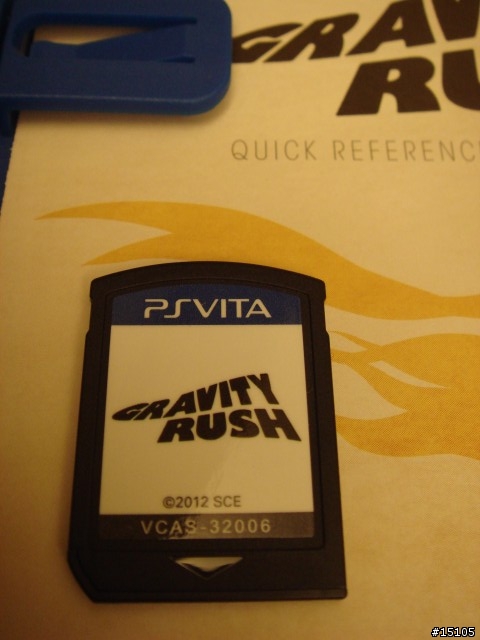 GRAVITY
RU
QUICK REFERENC
PSVITA
GRAVITY
RUSH
©2012 SCE
VCAS-32006
#15105